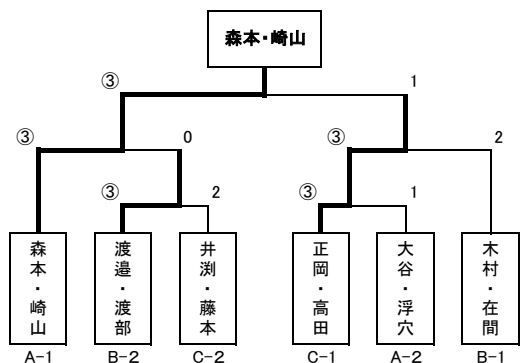 森本・崎山
③ 1
③ 0 ③ 2
③ 2 ③ 1
森本・崎山
渡邉・渡部
井渕・藤本
正岡・高田
大谷・浮穴
木村・在間
A-1 B-2 C-2 C-1 A-2 B-1